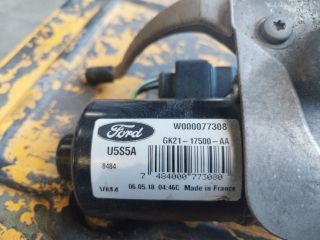 Ford
W000077308
GK21-17500-AA
U5S5A
8484
7 484000 773080
06.05.18 04:46C Made in France